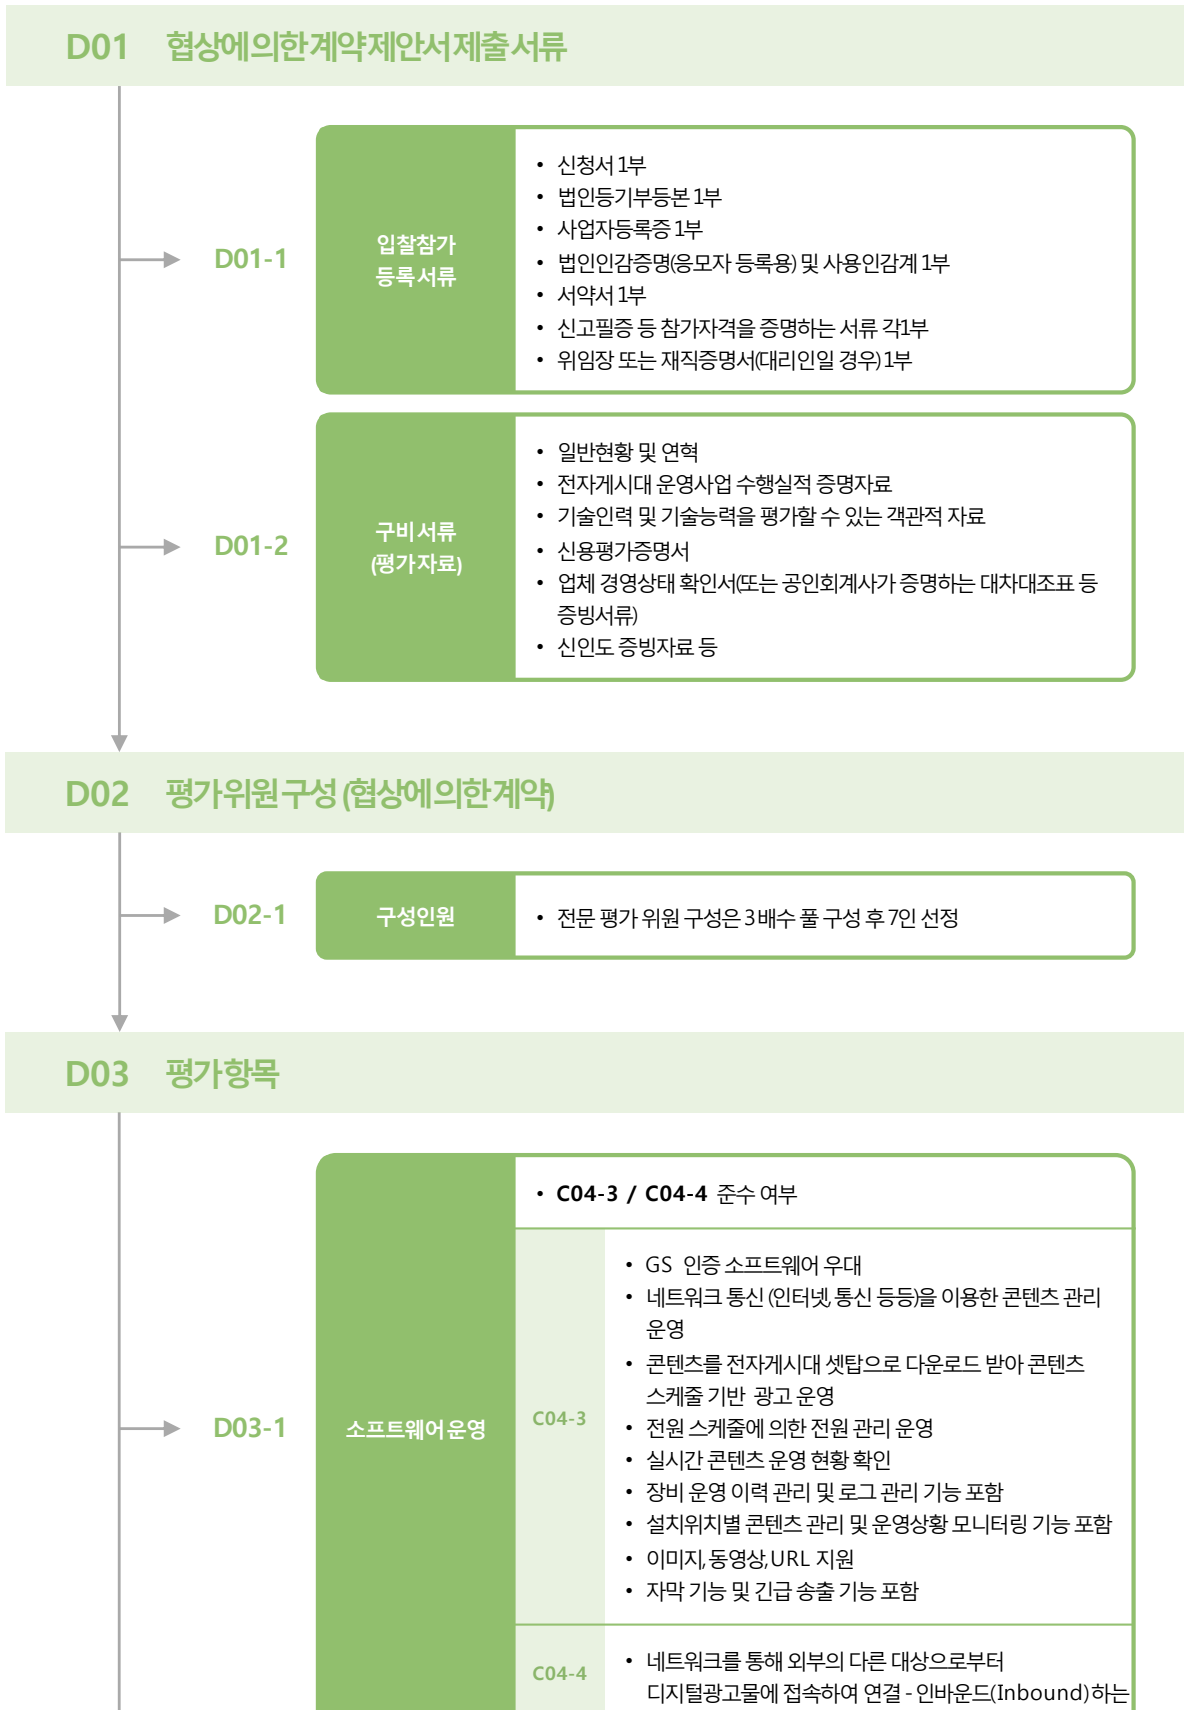 D01 협상에 의한 계약 제안서 제출 서류
D01-1
입찰참가
등록 서류
• 신청서 1부
• 법인등기부등본 1부
• 사업자등록증 1부
• 법인인감증명(응모자 등록용) 및 사용인감계 1부
• 서약서 1부
• 신고필증 등 참가자격을 증명하는 서류 각1부
• 위임장 또는 재직증명서(대리인일 경우) 1부
D01-2
구비 서류
(평가 자료)
• 일반현황 및 연혁
• 전자게시대 운영사업 수행실적 증명자료
• 기술인력 및 기술능력을 평가할 수 있는 객관적 자료
• 신용평가증명서
• 업체 경영상태 확인서(또는 공인회계사가 증명하는 대차대조표 등
증빙서류)
• 신인도 증빙자료 등
D02 평가 위원 구성 (협상에 의한 계약)
D02-1
구성인원
• 전문 평가 위원 구성은 3배수 풀 구성 후 7인 선정
D03 평가 항목
D03-1
소프트웨어 운영
• C04-3 / C04-4 준수 여부
C04-3
• GS 인증 소프트웨어 우대
• 네트워크 통신 (인터넷, 통신 등등)을 이용한 콘텐츠 관리
운영
• 콘텐츠를 전자게시대 셋탑으로 다운로드 받아 콘텐츠
스케줄 기반 광고 운영
• 전원 스케줄에 의한 전원 관리 운영
• 실시간 콘텐츠 운영 현황 확인
• 장비 운영 이력 관리 및 로그 관리 기능 포함
• 설치위치별 콘텐츠 관리 및 운영상황 모니터링 기능 포함
• 이미지, 동영상, URL 지원
• 자막 기능 및 긴급 송출 기능 포함
C04-4
• 네트워크를 통해 외부의 다른 대상으로부터
디지털광고물에 접속하여 연결 - 인바운드(Inbound)하는